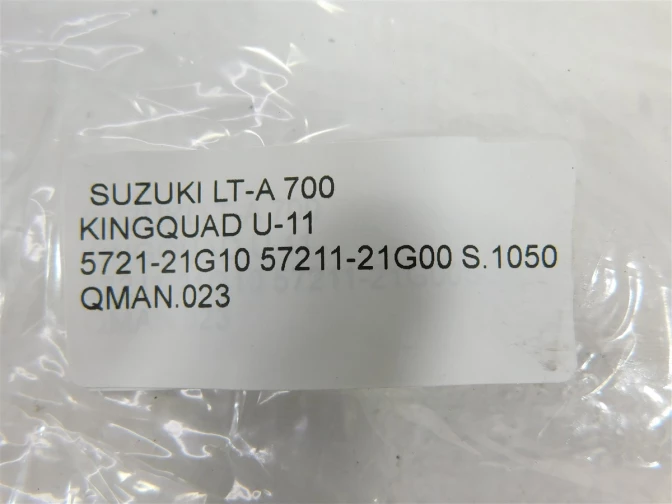 SUZUKI LT-A 700
KINGQUAD U-11
5721-21G10 57211-21G00 S.1050
QMAN.023